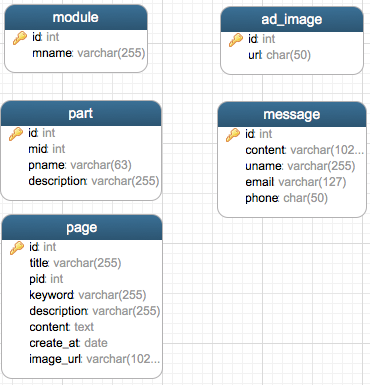 module
id: int
mname: varchar(255)
ad_image
id: int
url: char(50)
part
id: int
mid: int
pname: varchar(63)
description: varchar(255)
message
id: int
content: varchar(102...
uname: varchar(255)
email: varchar(127)
phone: char(50)
page
id: int
title: varchar(255)
pid: int
keyword: varchar(255)
description: varchar(255)
content: text
create_at: date
image_url: varchar(102...